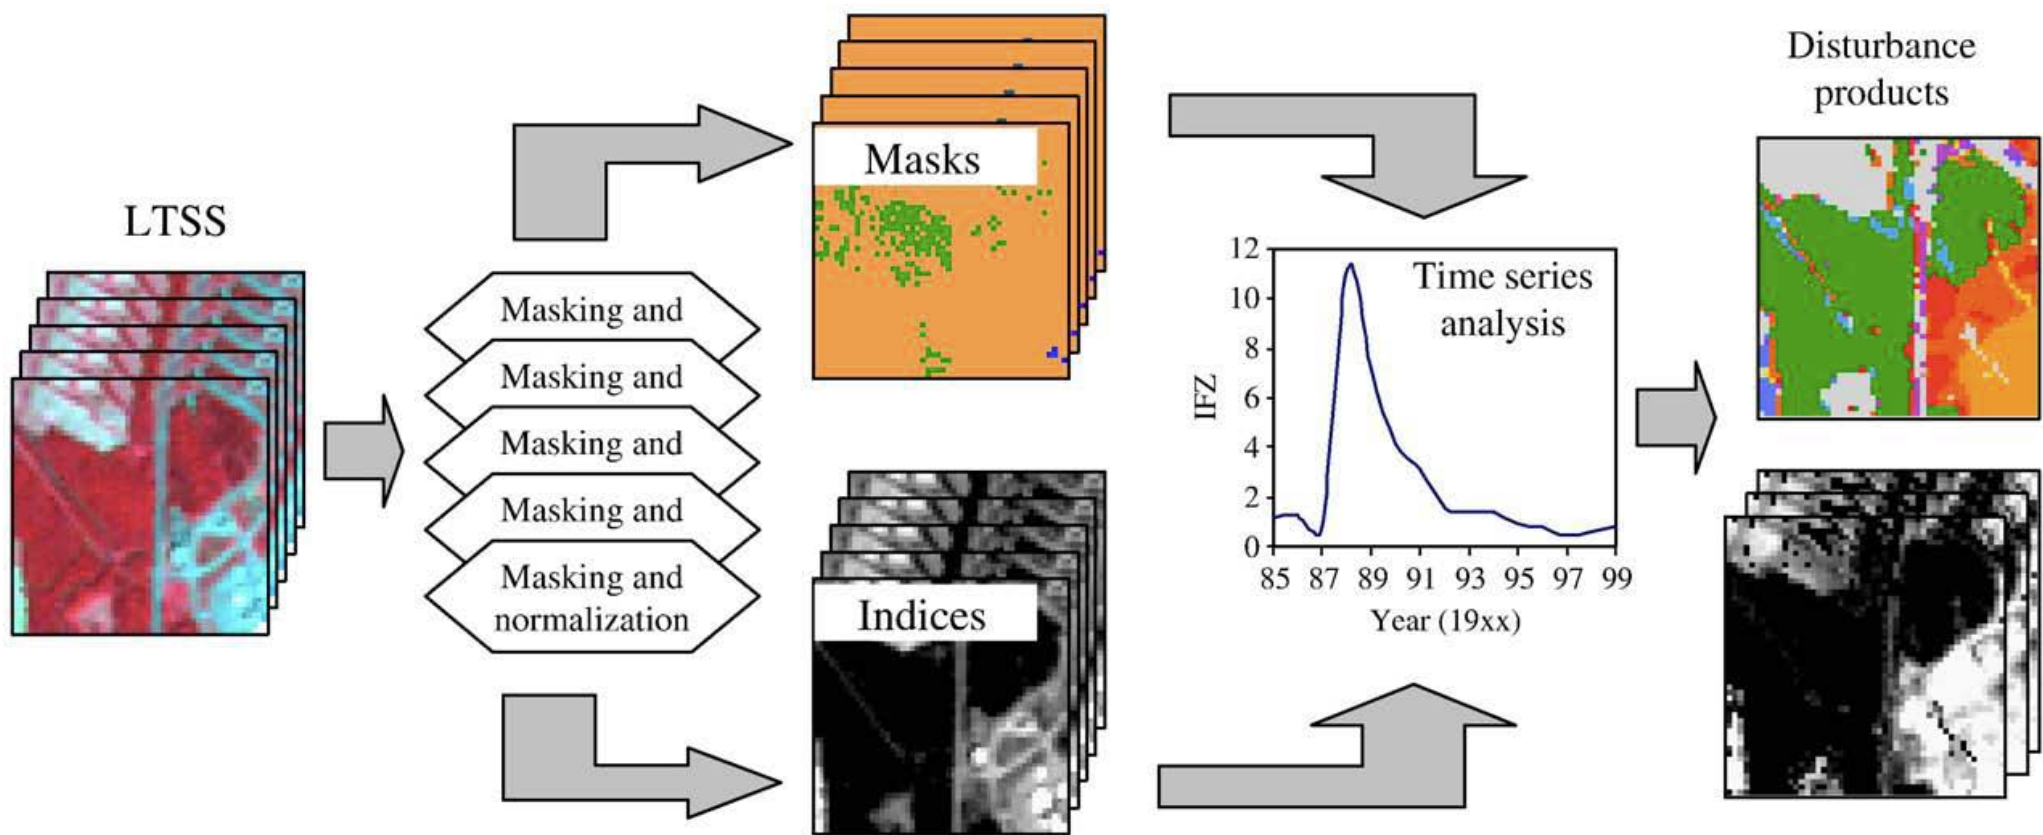 LTSS
Masking and
Masking and
Masking and
Masking and
Masking and
normalization
Masks
Indices
12
10
8
6
4
2
0
IFZ
Time series
analysis
85 87 89 91 93 95 97 99
Year (19xx)
Disturbance
products